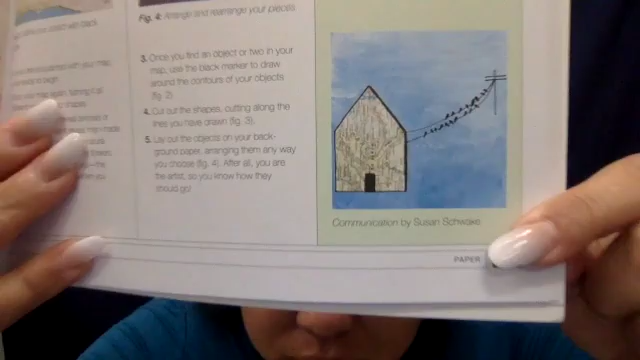 Fig. 4: Arrange and rearrange your pieces.
3. Once you find an object or two in your
map, use the black marker to draw
around the contours of your objects
(fig. 2)
4. Cut out the shapes, cutting along the
lines you have drawn (fig. 3).
5. Lay out the objects on your back-
ground paper, arranging them any way
you choose (fig. 4). After all, you are
the artist, so you know how they
should go!
Communication by Susan Schwake
PAPER